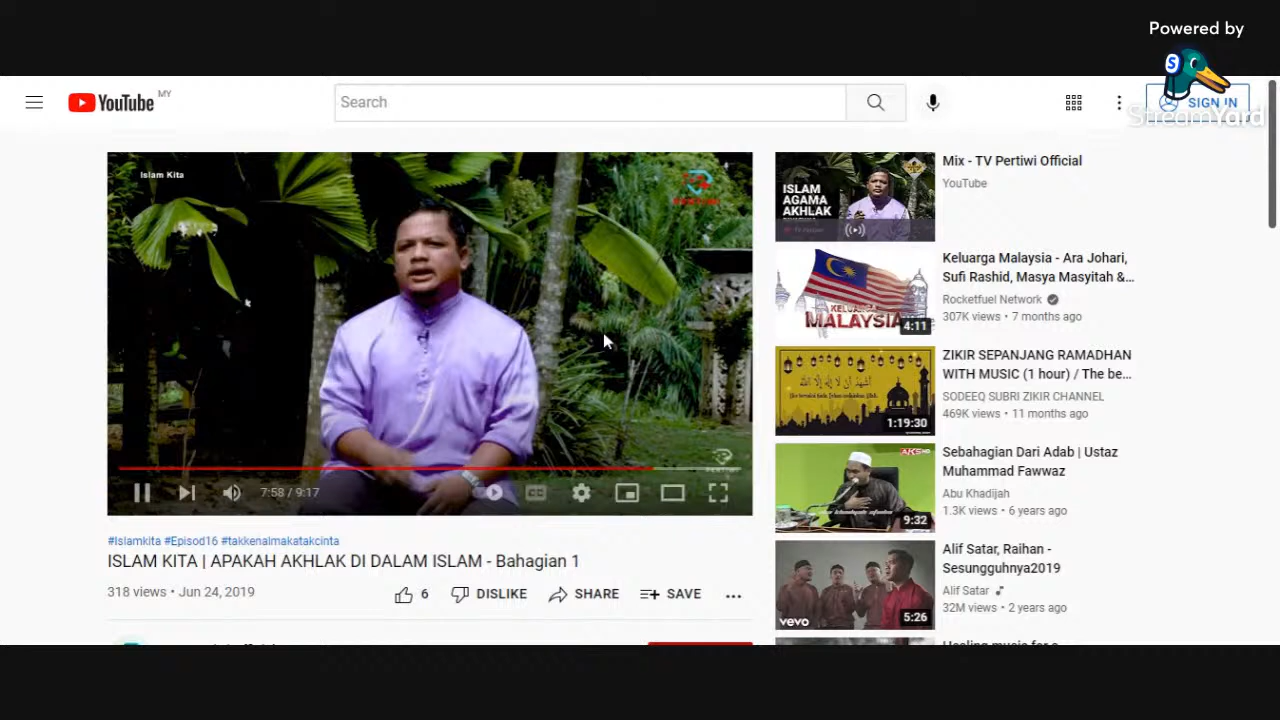 Powered by
S
StreamYard
YouTube MY
Search
SIGN IN
Islam Kita
7:58 / 9:17
CC
#Islamkita #Episod16 #takkenalmakatakcinta
ISLAM KITA | APAKAH AKHLAK DI DALAM ISLAM - Bahagian 1
318 views • Jun 24, 2019
6
DISLIKE
SHARE
SAVE
ISLAM
AGAMA
AKHLAK
Mix - TV Pertiwi Official
YouTube
KELUARGA
MALAYSIA
4:11
Keluarga Malaysia - Ara Johari,
Sufi Rashid, Masya Masyitah &...
Rocketfuel Network
307K views • 7 months ago
1:19:30
ZIKIR SEPANJANG RAMADHAN
WITH MUSIC (1 hour) / The be...
SODEEQ SUBRI ZIKIR CHANNEL
469K views • 11 months ago
9:32
Sebahagian Dari Adab | Ustaz
Muhammad Fawwaz
Abu Khadijah
1.3K views • 6 years ago
vevo
5:26
Alif Satar, Raihan -
Sesungguhnya2019
Alif Satar
32M views • 2 years ago